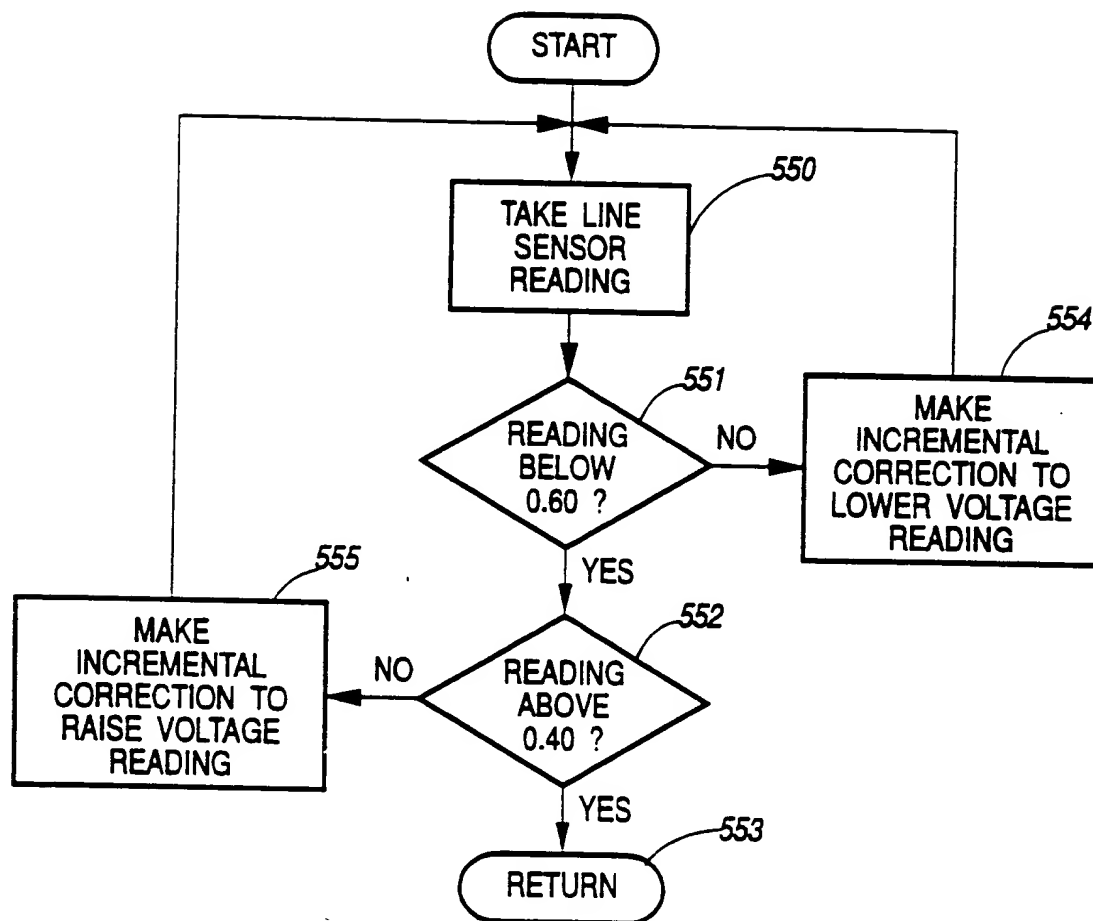 START
550
TAKE LINE
SENSOR
READING
554
551
READING
BELOW
0.60 ?
NO
MAKE
INCREMENTAL
CORRECTION TO
LOWER VOLTAGE
READING
YES
555
552
MAKE
INCREMENTAL
CORRECTION TO
RAISE VOLTAGE
READING
NO
READING
ABOVE
0.40 ?
YES
553
RETURN